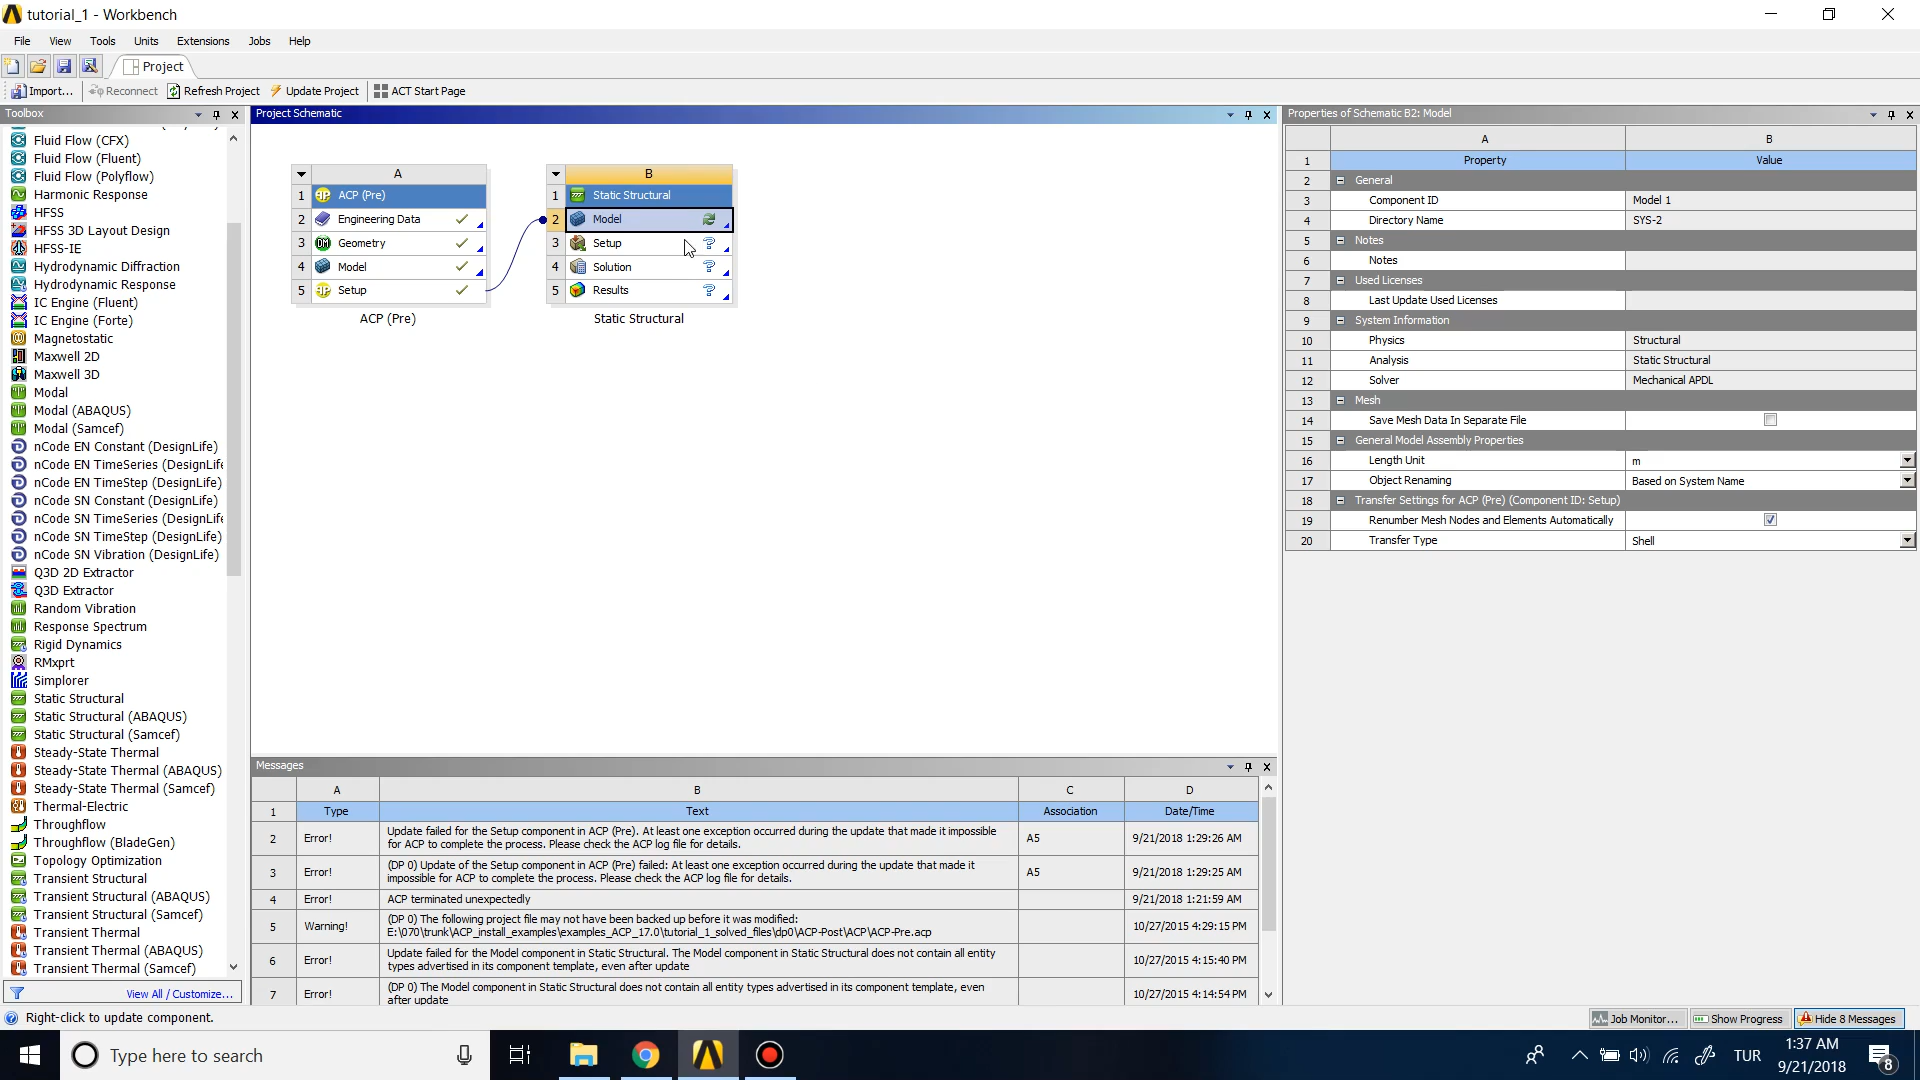 tutorial_1 - Workbench
File View Tools Units Extensions Jobs Help
Project
Import... Reconnect Refresh Project Update Project ACT Start Page
Toolbox
Fluid Flow (CFX)
Fluid Flow (Fluent)
Fluid Flow (Polyflow)
Harmonic Response
HFSS
HFSS 3D Layout Design
HFSS-IE
Hydrodynamic Diffraction
Hydrodynamic Response
IC Engine (Fluent)
IC Engine (Forte)
Magnetostatic
Maxwell 2D
Maxwell 3D
Modal
Modal (ABAQUS)
Modal (Samcef)
nCode EN Constant (DesignLife)
nCode EN TimeSeries (DesignLife
nCode EN TimeStep (DesignLife)
nCode SN Constant (DesignLife)
nCode SN TimeSeries (DesignLife
nCode SN TimeStep (DesignLife)
nCode SN Vibration (DesignLife)
Q3D 2D Extractor
Q3D Extractor
Random Vibration
Response Spectrum
Rigid Dynamics
RMxprt
Simplorer
Static Structural
Static Structural (ABAQUS)
Static Structural (Samcef)
Steady-State Thermal
Steady-State Thermal (ABAQUS)
Steady-State Thermal (Samcef)
Thermal-Electric
Throughflow
Throughflow (BladeGen)
Topology Optimization
Transient Structural
Transient Structural (ABAQUS)
Transient Structural (Samcef)
Transient Thermal
Transient Thermal (ABAQUS)
Transient Thermal (Samcef)
View All / Customize...
Project Schematic
A
1 ACP (Pre)
2 Engineering Data
3 Geometry
4 Model
5 Setup
ACP (Pre)
B
1 Static Structural
2 Model
3 Setup
4 Solution
5 Results
Static Structural
Messages
A B C D
1 Type Text Association Date/Time
2 Error! Update failed for the Setup component in ACP (Pre). At least one exception occurred during the update that made it impossible A5 9/21/2018 1:29:26 AM
for ACP to complete the process. Please check the ACP log file for details.
3 Error! (DP 0) Update of the Setup component in ACP (Pre) failed: At least one exception occurred during the update that made it A5 9/21/2018 1:29:25 AM
impossible for ACP to complete the process. Please check the ACP log file for details.
4 Error! ACP terminated unexpectedly 9/21/2018 1:21:59 AM
5 Warning! (DP 0) The following project file may not have been backed up before it was modified: 10/27/2015 4:29:15 PM
E:\070\trunk\ACP_install_examples\examples_ACP_17.0\tutorial_1_solved_files\dp0\ACP-Post\ACP\ACP-Pre.acp
6 Error! Update failed for the Model component in Static Structural. The Model component in Static Structural does not contain all entity 10/27/2015 4:15:40 PM
types advertised in its component template, even after update
7 Error! (DP 0) The Model component in Static Structural does not contain all entity types advertised in its component template, even 10/27/2015 4:14:54 PM
after update
Properties of Schematic B2: Model
A B
1 Property Value
2 General
3 Component ID Model 1
4 Directory Name SYS-2
5 Notes
6 Notes
7 Used Licenses
8 Last Update Used Licenses
9 System Information
10 Physics Structural
11 Analysis Static Structural
12 Solver Mechanical APDL
13 Mesh
14 Save Mesh Data In Separate File
15 General Model Assembly Properties
16 Length Unit m
17 Object Renaming Based on System Name
18 Transfer Settings for ACP (Pre) (Component ID: Setup)
19 Renumber Mesh Nodes and Elements Automatically
20 Transfer Type Shell
Right-click to update component.
Job Monitor... Show Progress Hide 8 Messages
Type here to search
TUR
1:37 AM
9/21/2018
8